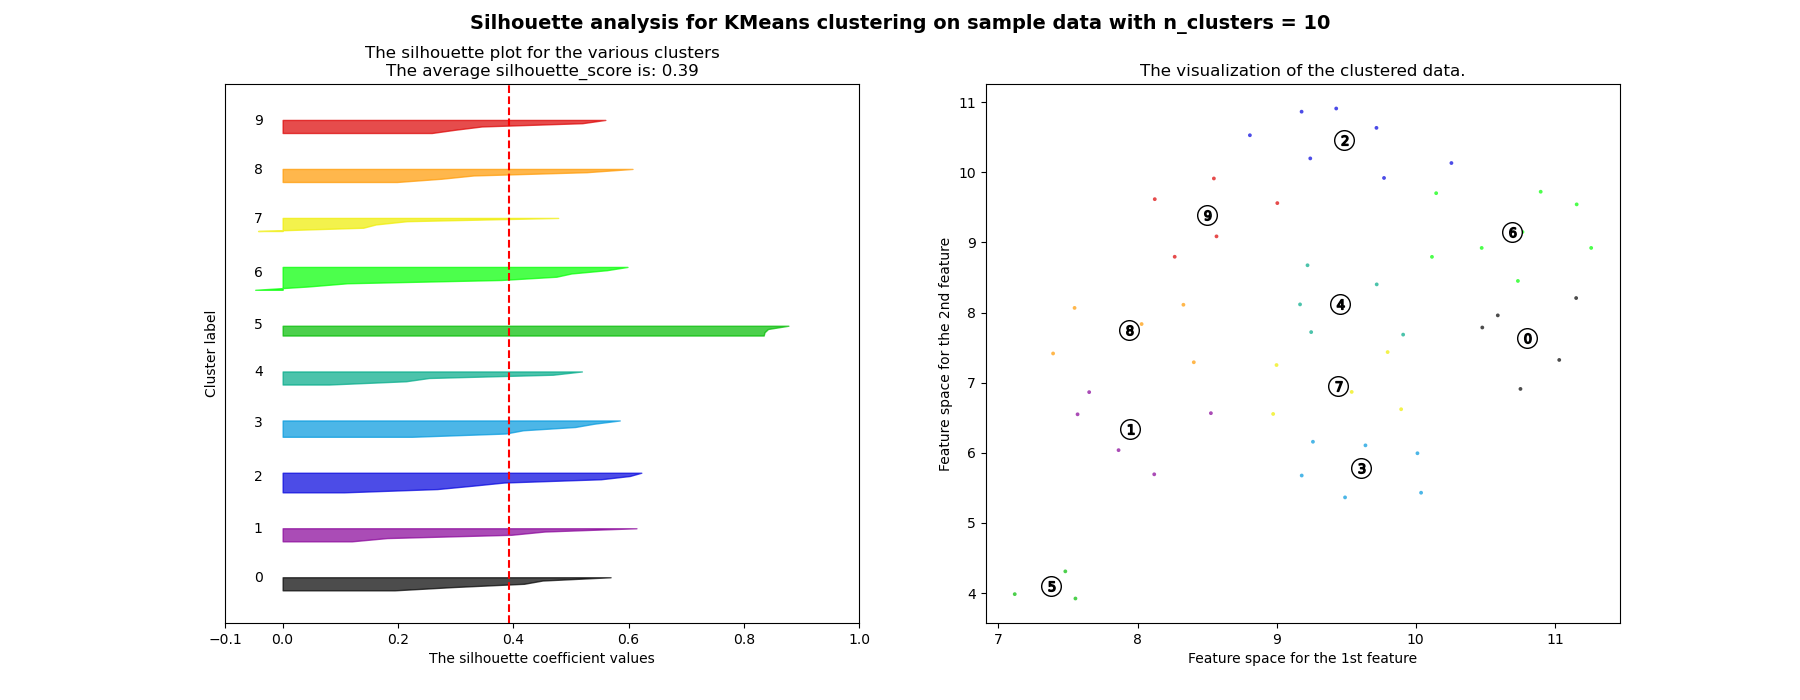 Silhouette analysis for KMeans clustering on sample data with n_clusters = 10
The silhouette plot for the various clusters
The average silhouette_score is: 0.39
9
8
7
6
5
4
3
2
1
0
Cluster label
−0.1 0.0 0.2 0.4 0.6 0.8 1.0
The silhouette coefficient values
The visualization of the clustered data.
11
10
9
8
7
6
5
4
Feature space for the 2nd feature
2
9
6
4
0
8
7
1
3
5
7 8 9 10 11
Feature space for the 1st feature